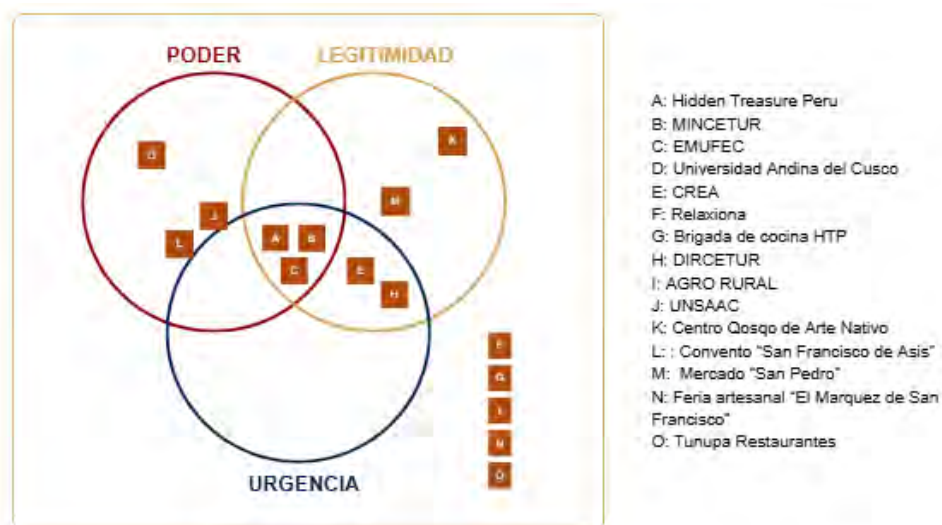 PODER
LEGITIMIDAD
K
M
J
L
A
B
C
E
H
F
G
I
N
O
URGENCIA
A: Hidden Treasure Peru
B: MINCETUR
C: EMUFEC
D: Universidad Andina del Cusco
E: CREA
F: Relaxiona
G: Brigada de cocina HTP
H: DIRCETUR
I: AGRO RURAL
J: UNSAAC
K: Centro Qosqo de Arte Nativo
L: : Convento "San Francisco de Asis"
M: Mercado "San Pedro"
N: Feria artesanal "El Marquez de San
Francisco"
O: Tunupa Restaurantes